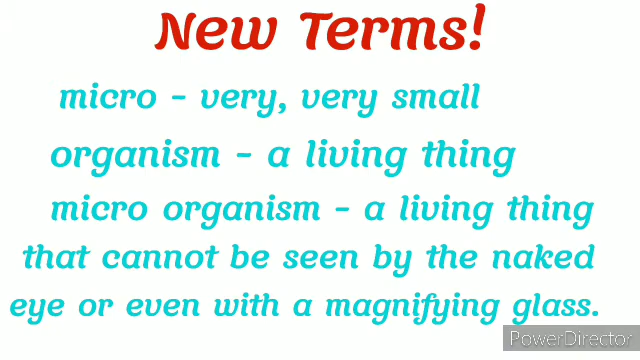 New Terms!
micro - very, very small
organism - a living thing
micro organism - a living thing
that cannot be seen by the naked
eye or even with a magnifying glass.
PowerDirector